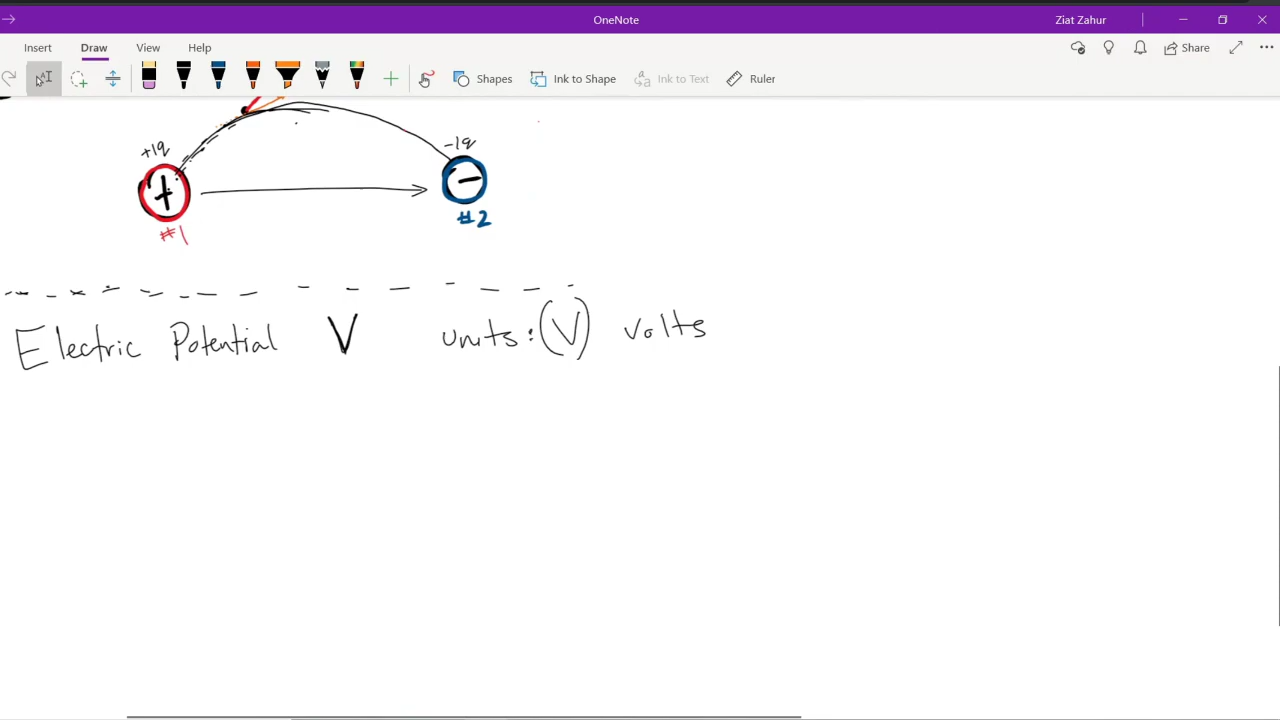 OneNote
Ziat Zahur
Insert Draw View Help
Share
Shapes Ink to Shape Ink to Text Ruler
+1q
-1q
+
-
#1
#2
Electric Potential V units: (V) volts